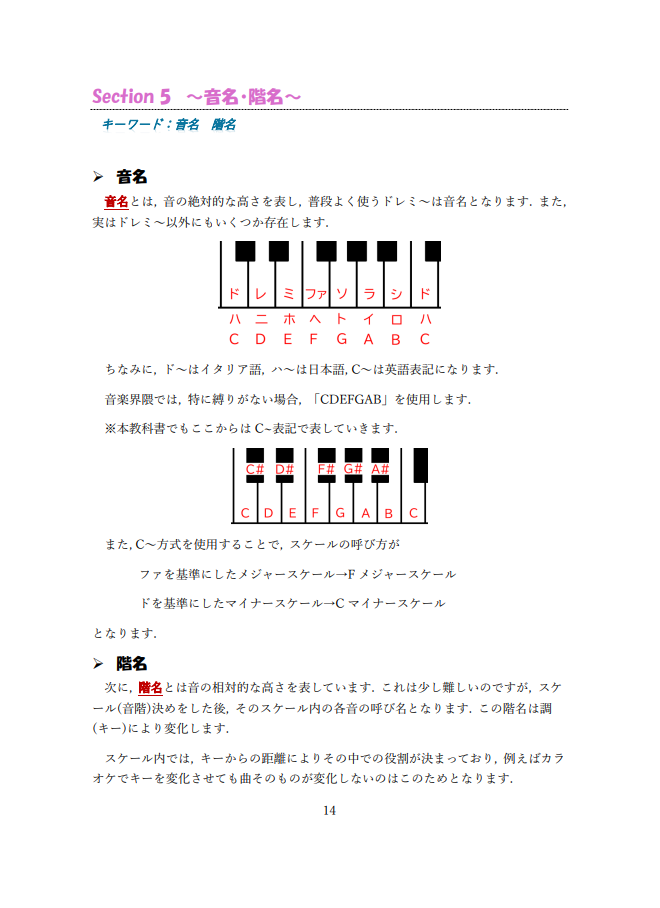 Section 5　～音名・階名～
キーワード：音名　階名
➢ 音名
音名とは, 音の絶対的な高さを表し, 普段よく使うドレミ～は音名となります. また,
実はドレミ～以外にもいくつか存在します.
ド レ ミ ファ ソ ラ シ ド
ハ ニ ホ ヘ ト イ ロ ハ
C D E F G A B C
ちなみに, ド～はイタリア語, ハ～は日本語, C～は英語表記になります.
音楽界隈では, 特に縛りがない場合, 「CDEFGAB」を使用します.
※本教科書でもここからは C~表記で表していきます.
C# D# F# G# A#
C D E F G A B C
また, C～方式を使用することで, スケールの呼び方が
ファを基準にしたメジャースケール→F メジャースケール
ドを基準にしたマイナースケール→C マイナースケール
となります.
➢ 階名
次に, 階名とは音の相対的な高さを表しています. これは少し難しいのですが, スケ
ール(音階)決めをした後, そのスケール内の各音の呼び名となります. この階名は調
(キー)により変化します.
スケール内では, キーからの距離によりその中での役割が決まっており, 例えばカラ
オケでキーを変化させても曲そのものが変化しないのはこのためとなります.
14